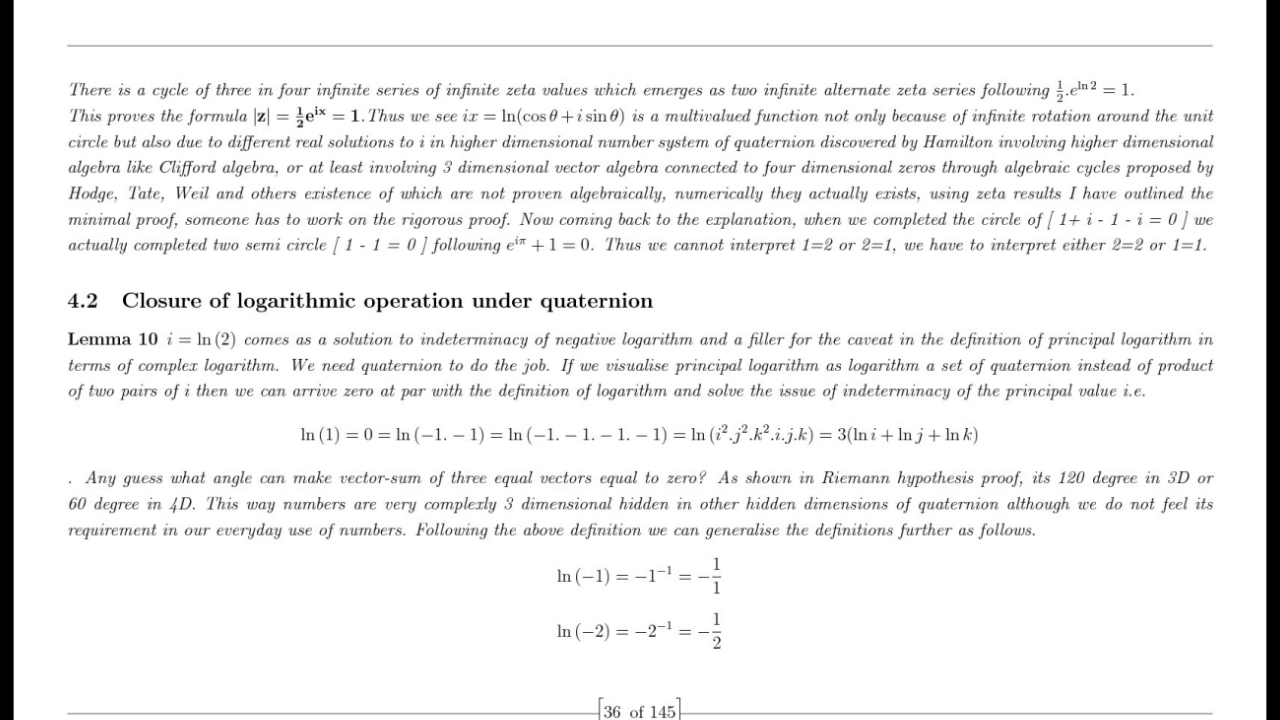 There is a cycle of three in four infinite series of infinite zeta values which emerges as two infinite alternate zeta series following ½.e^{ln 2} = 1.
This proves the formula |z| = ½e^{ix} = 1. Thus we see ix = ln(cos θ + i sin θ) is a multivalued function not only because of infinite rotation around the unit
circle but also due to different real solutions to i in higher dimensional number system of quaternion discovered by Hamilton involving higher dimensional
algebra like Clifford algebra, or at least involving 3 dimensional vector algebra connected to four dimensional zeros through algebraic cycles proposed by
Hodge, Tate, Weil and others existence of which are not proven algebraically, numerically they actually exists, using zeta results I have outlined the
minimal proof, someone has to work on the rigorous proof. Now coming back to the explanation, when we completed the circle of [ 1+ i - 1 - i = 0 ] we
actually completed two semi circle [ 1 - 1 = 0 ] following e^{iπ} + 1 = 0. Thus we cannot interpret 1=2 or 2=1, we have to interpret either 2=2 or 1=1.
4.2 Closure of logarithmic operation under quaternion
Lemma 10 i = ln (2) comes as a solution to indeterminacy of negative logarithm and a filler for the caveat in the definition of principal logarithm in
terms of complex logarithm. We need quaternion to do the job. If we visualise principal logarithm as logarithm a set of quaternion instead of product
of two pairs of i then we can arrive zero at par with the definition of logarithm and solve the issue of indeterminacy of the principal value i.e.
ln (1) = 0 = ln (−1. − 1) = ln (−1. − 1. − 1. − 1) = ln (i².j².k².i.j.k) = 3(ln i + ln j + ln k)
. Any guess what angle can make vector-sum of three equal vectors equal to zero? As shown in Riemann hypothesis proof, its 120 degree in 3D or
60 degree in 4D. This way numbers are very complexly 3 dimensional hidden in other hidden dimensions of quaternion although we do not feel its
requirement in our everyday use of numbers. Following the above definition we can generalise the definitions further as follows.
ln (−1) = −1⁻¹ = −1/1
ln (−2) = −2⁻¹ = −1/2
[36 of 145]